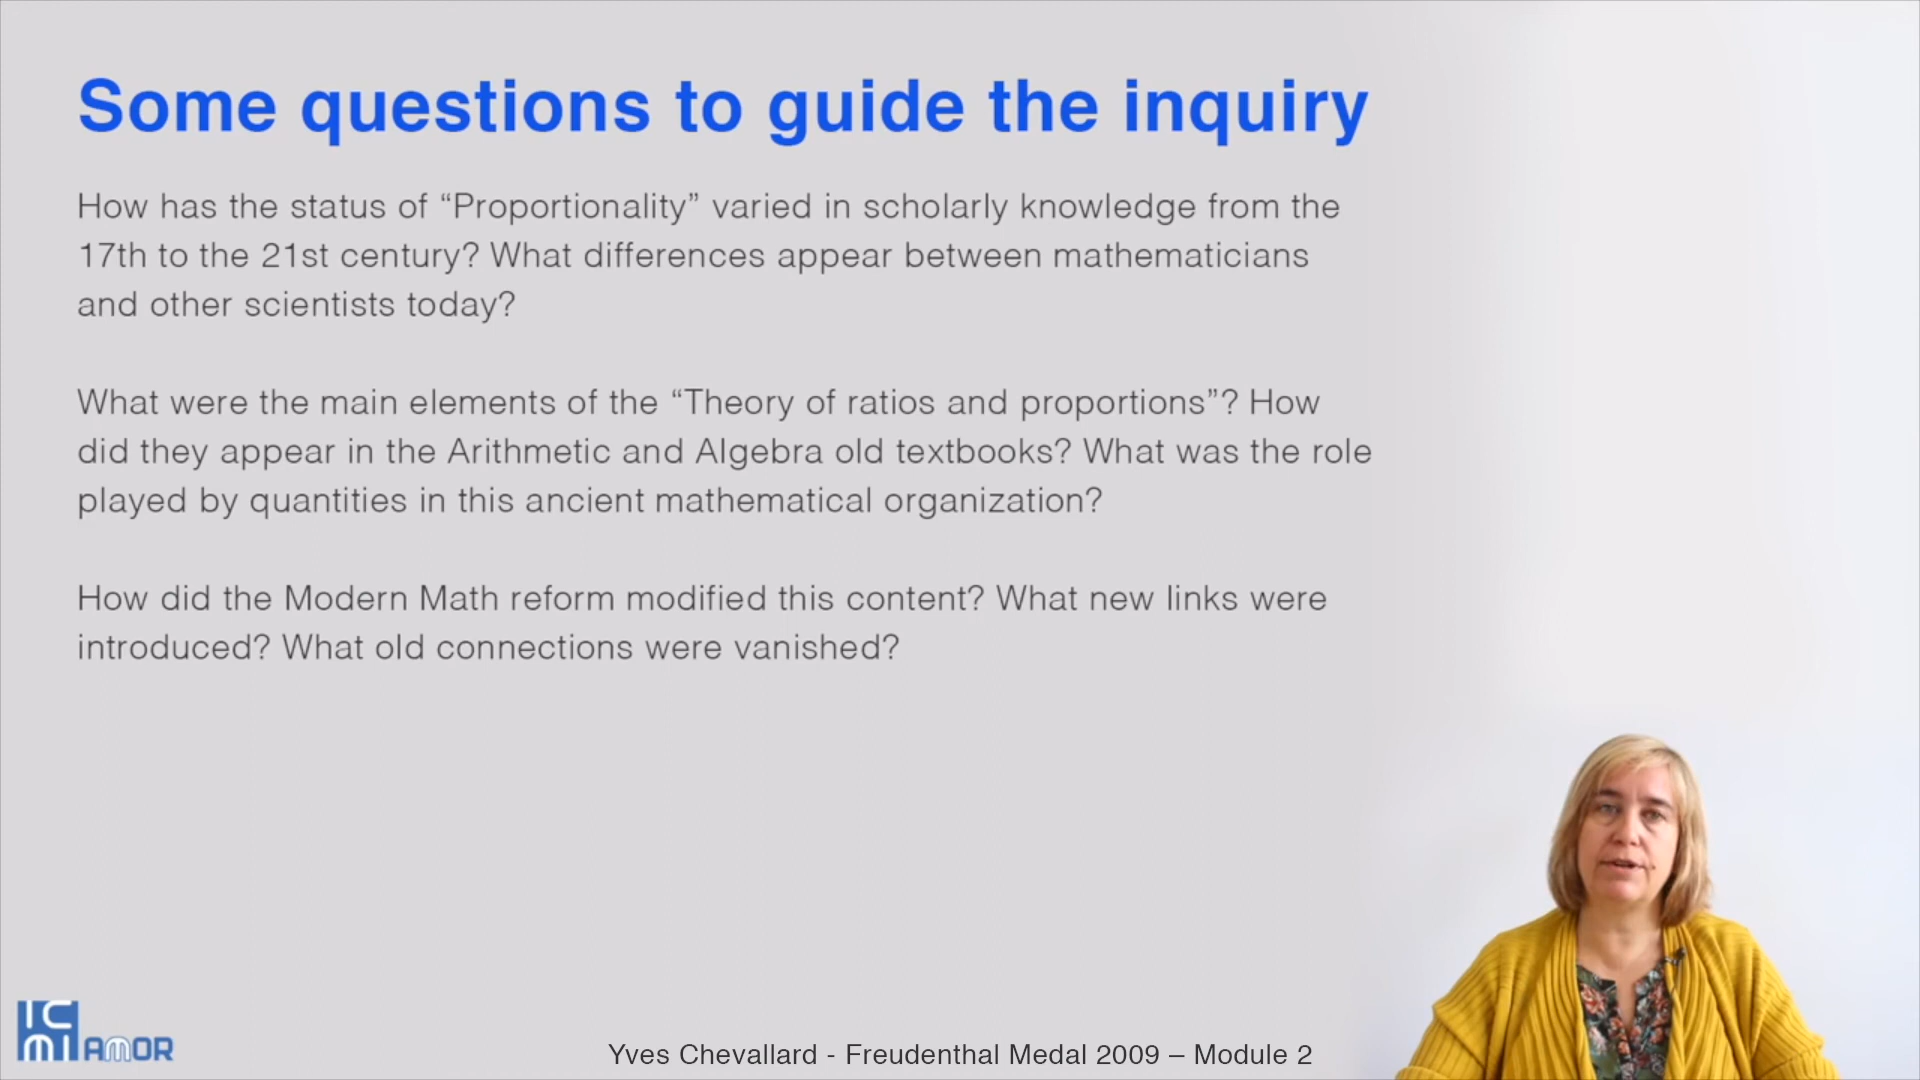 Some questions to guide the inquiry
How has the status of “Proportionality” varied in scholarly knowledge from the
17th to the 21st century? What differences appear between mathematicians
and other scientists today?
What were the main elements of the “Theory of ratios and proportions”? How
did they appear in the Arithmetic and Algebra old textbooks? What was the role
played by quantities in this ancient mathematical organization?
How did the Modern Math reform modified this content? What new links were
introduced? What old connections were vanished?
IC
MI AMOR
Yves Chevallard - Freudenthal Medal 2009 – Module 2